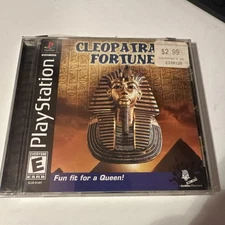 CLEOPATRA
FORTUNE
$2.99
PlayStation
E
Fun fit for a Queen!